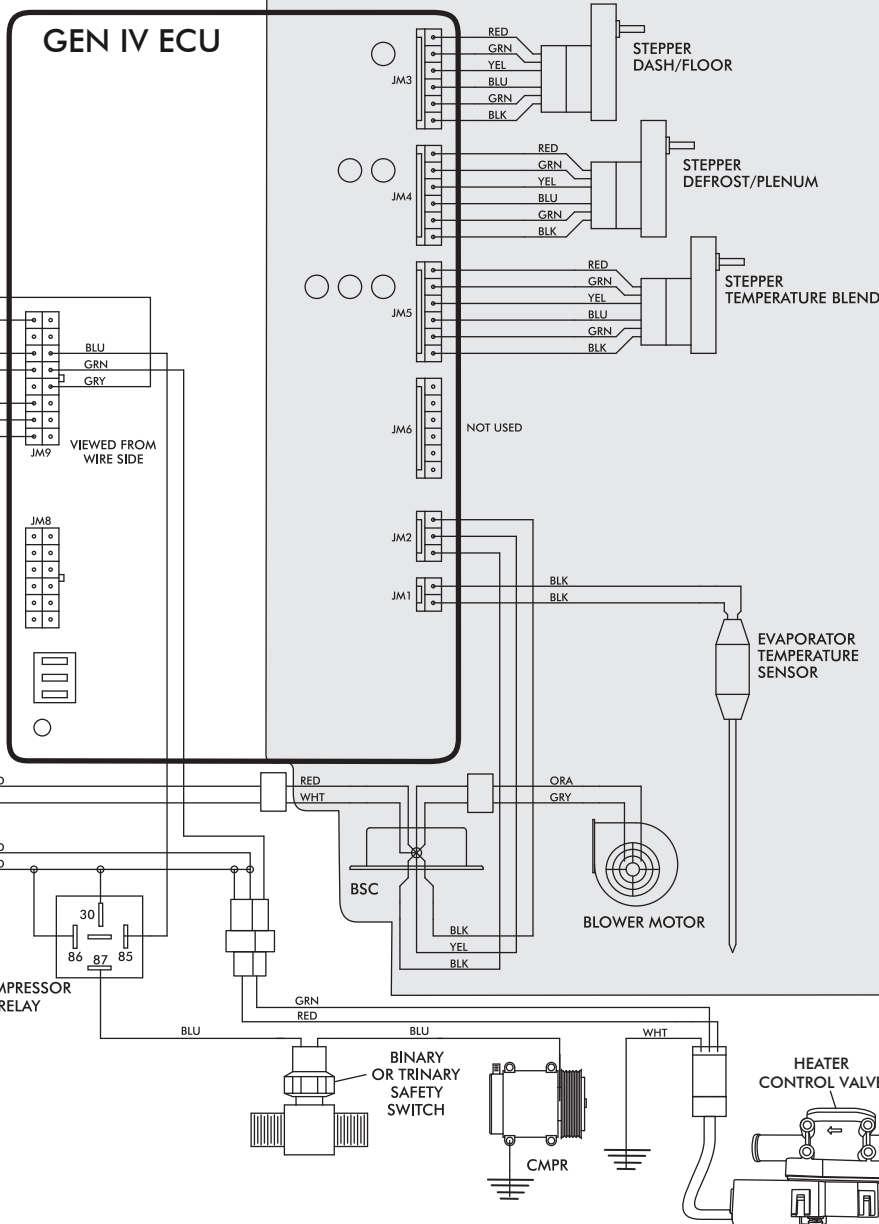 GEN IV ECU
RED
GRN
YEL
BLU
GRN
BLK
JM3
STEPPER
DASH/FLOOR
RED
GRN
YEL
BLU
GRN
BLK
JM4
STEPPER
DEFROST/PLENUM
RED
GRN
YEL
BLU
GRN
BLK
JM5
STEPPER
TEMPERATURE BLEND
BLU
GRN
GRY
JM9
VIEWED FROM
WIRE SIDE
JM6
NOT USED
JM8
JM2
JM1
BLK
BLK
EVAPORATOR
TEMPERATURE
SENSOR
RED
WHT
ORA
GRY
BSC
BLOWER MOTOR
BLK
YEL
BLK
30
86
87
85
MPRESSOR
RELAY
GRN
RED
BLU
BLU
WHT
BINARY
OR TRINARY
SAFETY
SWITCH
CMPR
HEATER
CONTROL VALVE